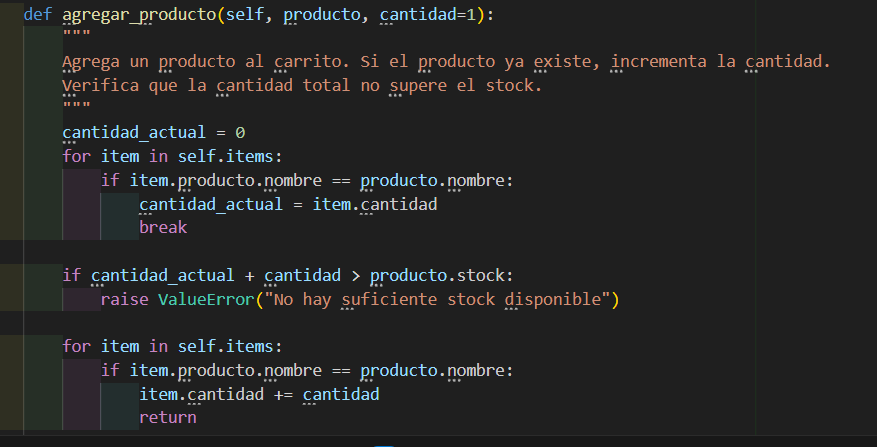 def agregar_producto(self, producto, cantidad=1):
"""
Agrega un producto al carrito. Si el producto ya existe, incrementa la cantidad.
Verifica que la cantidad total no supere el stock.
"""
cantidad_actual = 0
for item in self.items:
if item.producto.nombre == producto.nombre:
cantidad_actual = item.cantidad
break
if cantidad_actual + cantidad > producto.stock:
raise ValueError("No hay suficiente stock disponible")
for item in self.items:
if item.producto.nombre == producto.nombre:
item.cantidad += cantidad
return